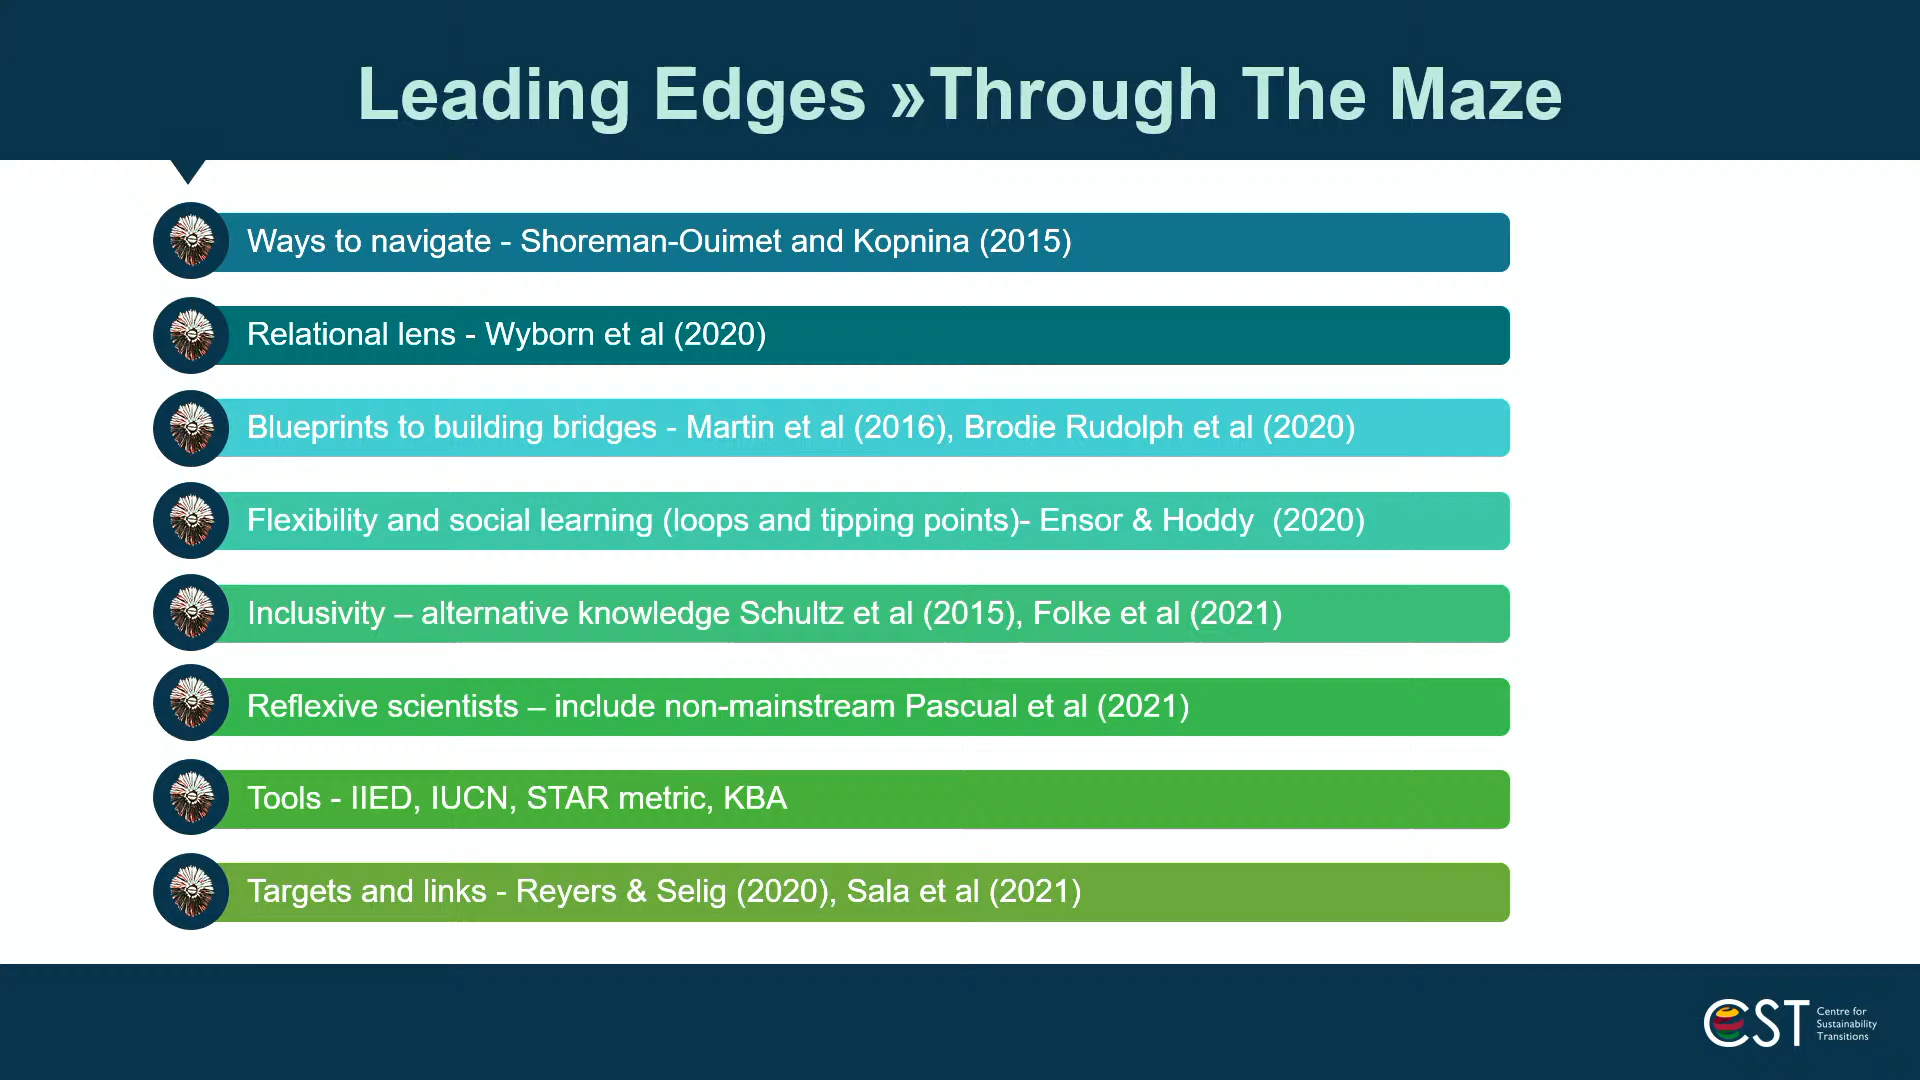 Leading Edges »Through The Maze
Ways to navigate - Shoreman-Ouimet and Kopnina (2015)
Relational lens - Wyborn et al (2020)
Blueprints to building bridges - Martin et al (2016), Brodie Rudolph et al (2020)
Flexibility and social learning (loops and tipping points)- Ensor & Hoddy  (2020)
Inclusivity – alternative knowledge Schultz et al (2015), Folke et al (2021)
Reflexive scientists – include non-mainstream Pascual et al (2021)
Tools - IIED, IUCN, STAR metric, KBA
Targets and links - Reyers & Selig (2020), Sala et al (2021)
CST
Centre for
Sustainability
Transitions